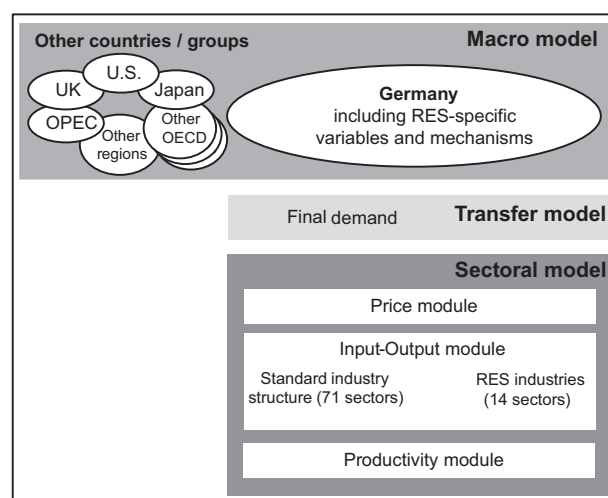 Other countries / groups
Macro model
U.S.
UK
Japan
OPEC
Other
regions
Other
OECD
Germany
including RES-specific
variables and mechanisms
Final demand
Transfer model
Sectoral model
Price module
Input-Output module
Standard industry
structure (71 sectors)
RES industries
(14 sectors)
Productivity module